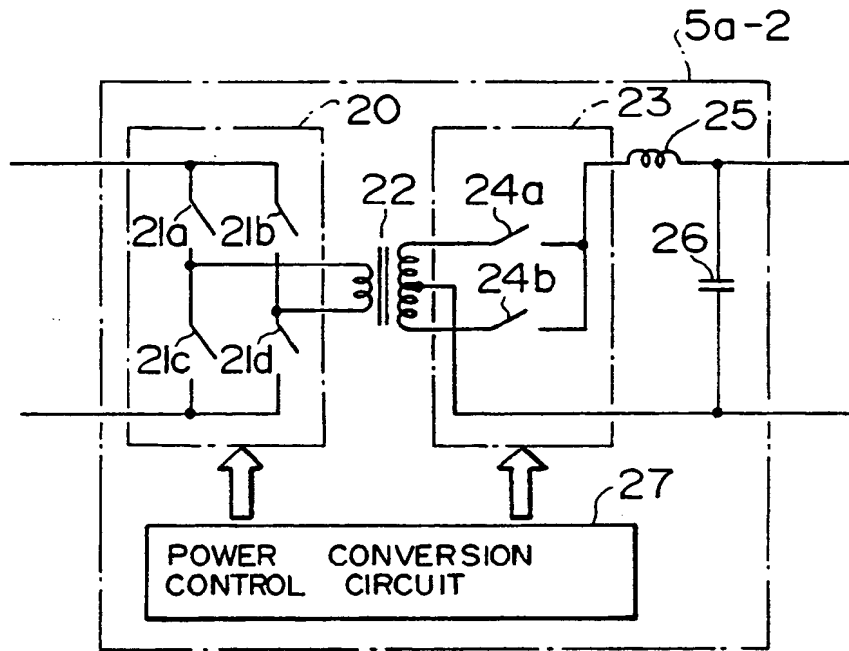 5a-2
20
23
25
21a
21b
22
24a
26
24b
21c
21d
27
POWER CONVERSION
CONTROL CIRCUIT